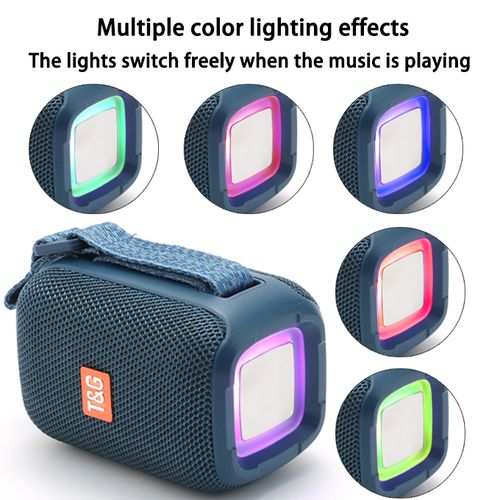 Multiple color lighting effects
The lights switch freely when the music is playing
T&G